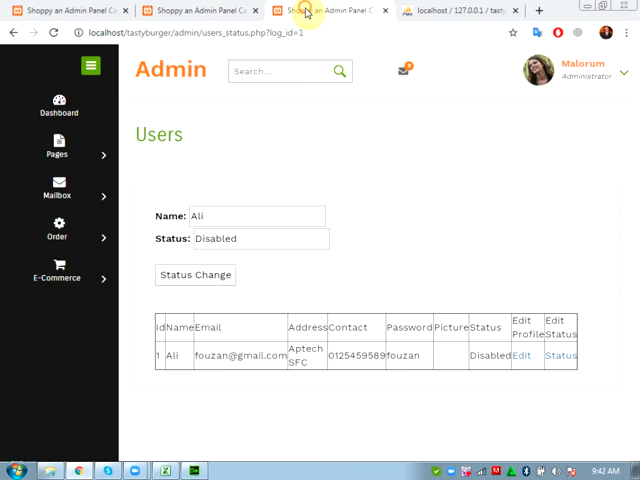 Shoppy an Admin Panel Ca
Shoppy an Admin Panel Ca
Shoppy an Admin Panel C
localhost / 127.0.0.1 / tasty
localhost/tastyburger/admin/users_status.php?log_id=1
Admin
Search...
Malorum
Administrator
Dashboard
Pages
Mailbox
Order
E-Commerce
Users
Name: Ali
Status: Disabled
Status Change
Id Name Email Address Contact Password Picture Status Edit Profile Edit Status
1 Ali fouzan@gmail.com Aptech SFC 0125459589 fouzan Disabled Edit Status
9:42 AM